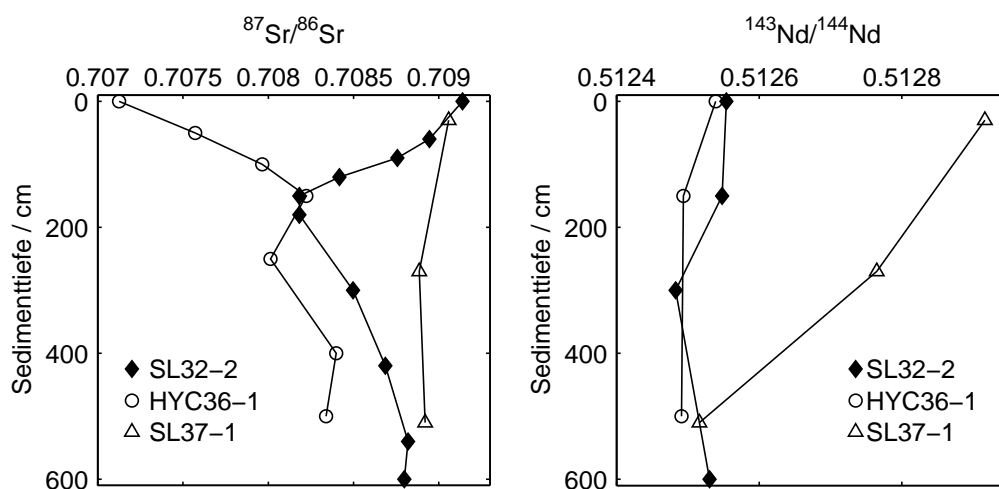 87Sr/86Sr
0.707 0.7075 0.708 0.7085 0.709
0
200
400
600
Sedimenttiefe / cm
SL32−2
HYC36−1
SL37−1
143Nd/144Nd
0.5124 0.5126 0.5128
0
200
400
600
Sedimenttiefe / cm
SL32−2
HYC36−1
SL37−1